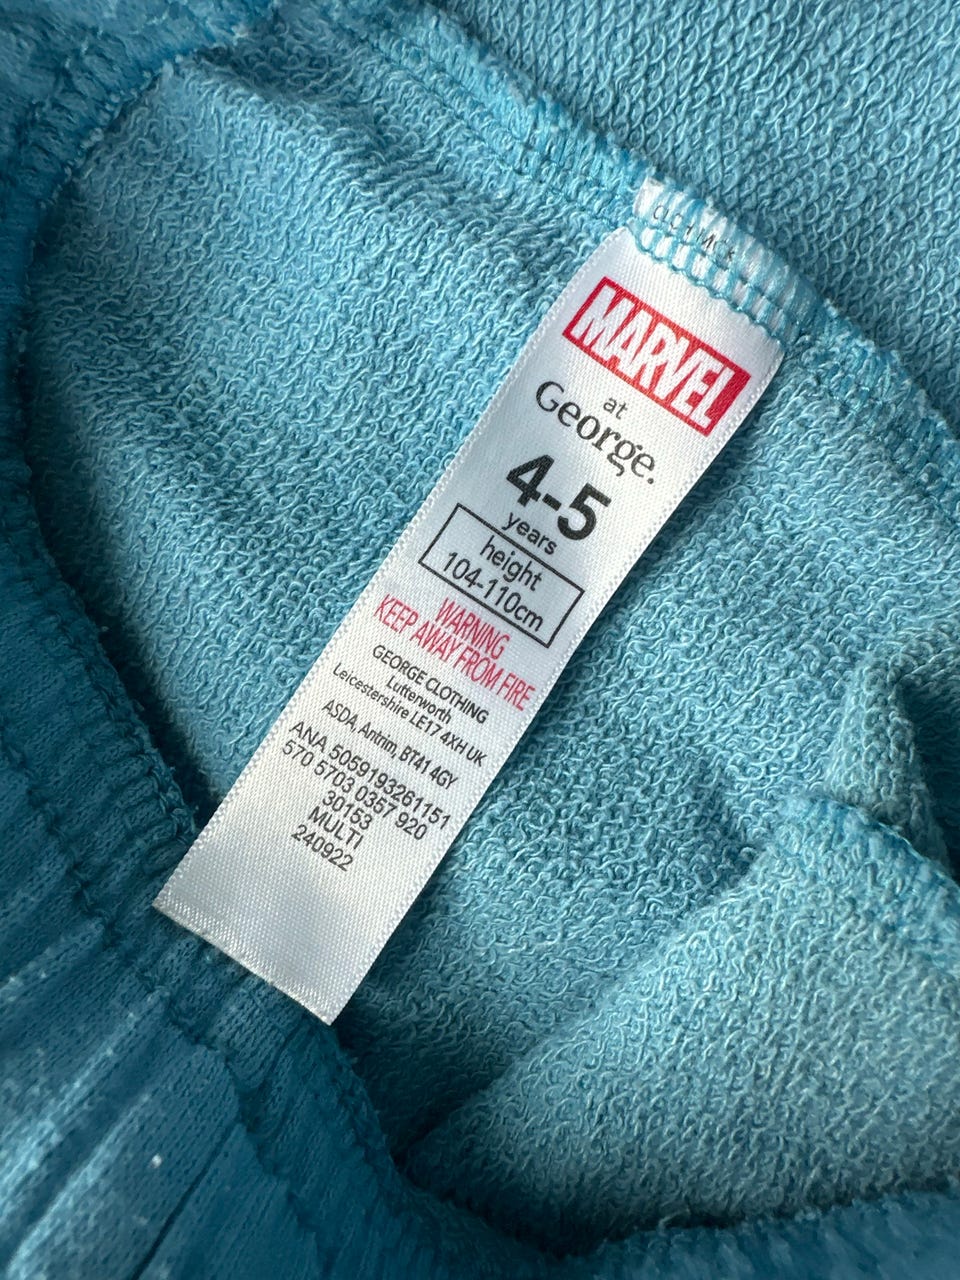 MARVEL
at
George.
4-5
years
height
104-110cm
WARNING
KEEP AWAY FROM FIRE
GEORGE CLOTHING
Lutterworth
Leicestershire LE17 4XH UK
ASDA, Antrim, BT41 4GY
ANA 5059193261151
570 5703 0357 920
30153
MULTI
240922